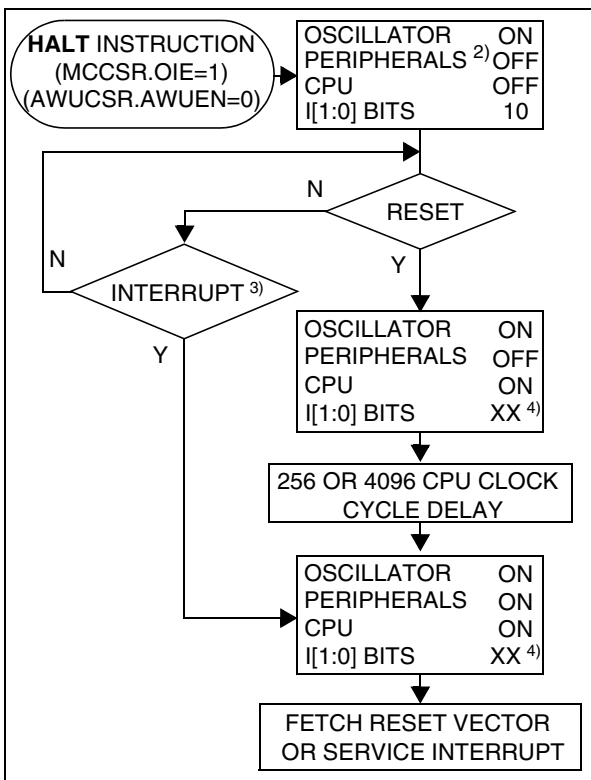 HALT INSTRUCTION
(MCCSR.OIE=1)
(AWUCSR.AWUEN=0)
OSCILLATOR ON
PERIPHERALS 2) OFF
CPU OFF
I[1:0] BITS 10
N
RESET
N
Y
INTERRUPT 3)
Y
OSCILLATOR ON
PERIPHERALS OFF
CPU ON
I[1:0] BITS XX 4)
256 OR 4096 CPU CLOCK
CYCLE DELAY
OSCILLATOR ON
PERIPHERALS ON
CPU ON
I[1:0] BITS XX 4)
FETCH RESET VECTOR
OR SERVICE INTERRUPT